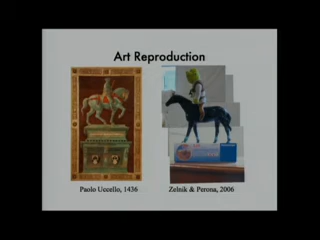 Art Reproduction
Paolo Uccello, 1436
Zelnik & Perona, 2006